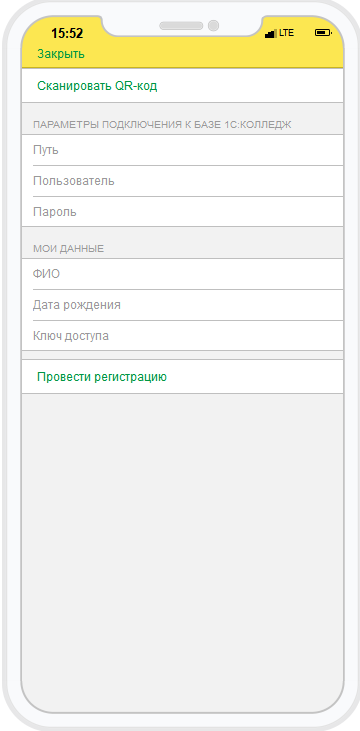 15:52 LTE
Закрыть
Сканировать QR-код
ПАРАМЕТРЫ ПОДКЛЮЧЕНИЯ К БАЗЕ 1С:КОЛЛЕДЖ
Путь
Пользователь
Пароль
МОИ ДАННЫЕ
ФИО
Дата рождения
Ключ доступа
Провести регистрацию